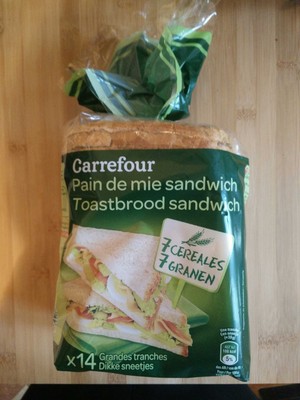 Carrefour
Pain de mie sandwich
Toastbrood sandwich
7 CÉRÉALES
7 GRANEN
x14 Grandes tranches
Dikke sneetjes